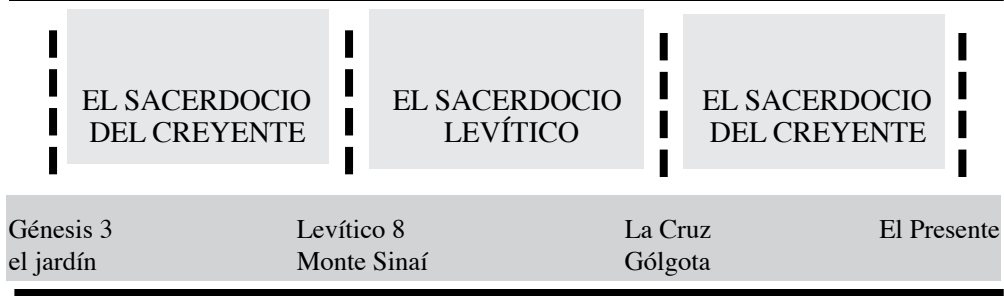 EL SACERDOCIO
DEL CREYENTE
EL SACERDOCIO
LEVÍTICO
EL SACERDOCIO
DEL CREYENTE
Génesis 3
el jardín
Levítico 8
Monte Sinaí
La Cruz
Gólgota
El Presente